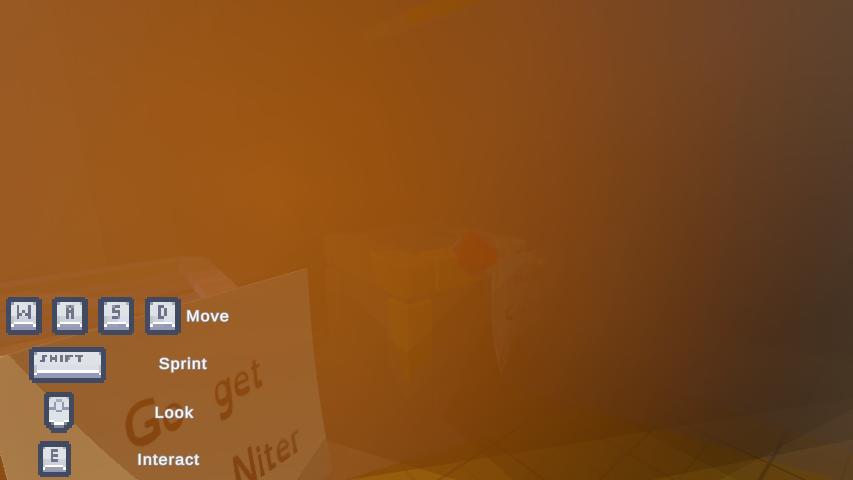 W A S D Move
SHIFT Sprint
Look
E Interact
Go get
Niter